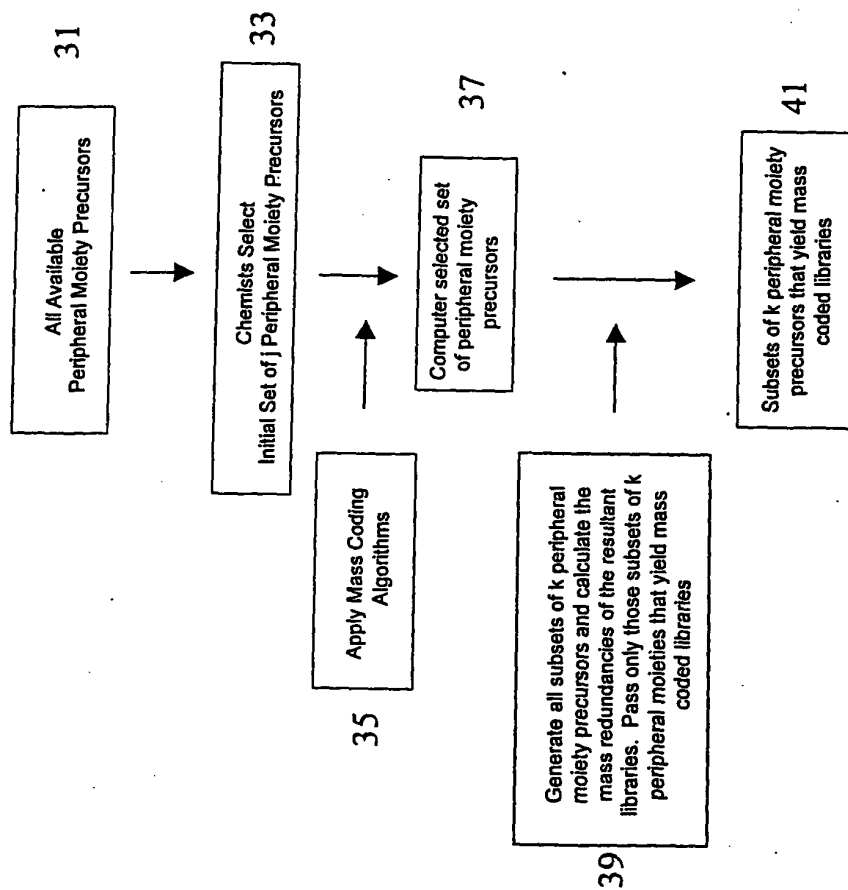 All Available
Peripheral Moiety Precursors
31
Chemists Select
Initial Set of j Peripheral Moiety Precursors
33
35
Apply Mass Coding
Algorithms
Computer selected set
of peripheral moiety
precursors
37
39
Generate all subsets of k peripheral
moiety precursors and calculate the
mass redundancies of the resultant
libraries. Pass only those subsets of k
peripheral moieties that yield mass
coded libraries
Subsets of k peripheral moiety
precursors that yield mass
coded libraries
41